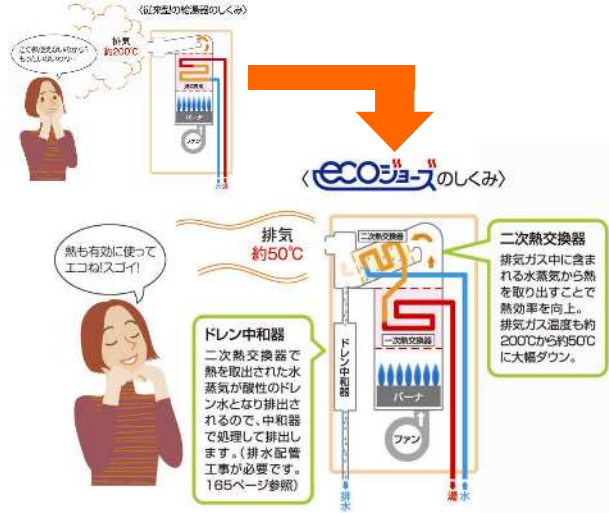 〈従来型の給湯器のしくみ〉
排気
約200℃
バーナ
ファン
水
湯
〈ecoジョーズのしくみ〉
熱も有効に使って
エコね!スゴイ!
排気
約50℃
二次熱交換器
一次熱交換器
バーナ
ファン
ドレン中和器
排水
湯
水
二次熱交換器
排気ガス中に含ま
れる水蒸気から熱
を取り出すことで
熱効率を向上。
排気ガス温度も約
200℃から約50℃
に大幅ダウン。
ドレン中和器
二次熱交換器で
熱を取出された水
蒸気が酸性のドレ
ン水となり排出さ
れるので、中和器
で処理して排出し
ます。(排水配管
工事が必要です。
165ページ参照)